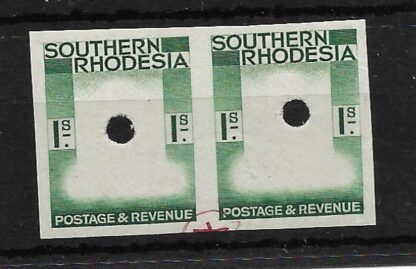 SOUTHERN
RHODESIA
1S-. 1S-.
POSTAGE & REVENUE
SOUTHERN
RHODESIA
1S-. 1S-.
POSTAGE & REVENUE